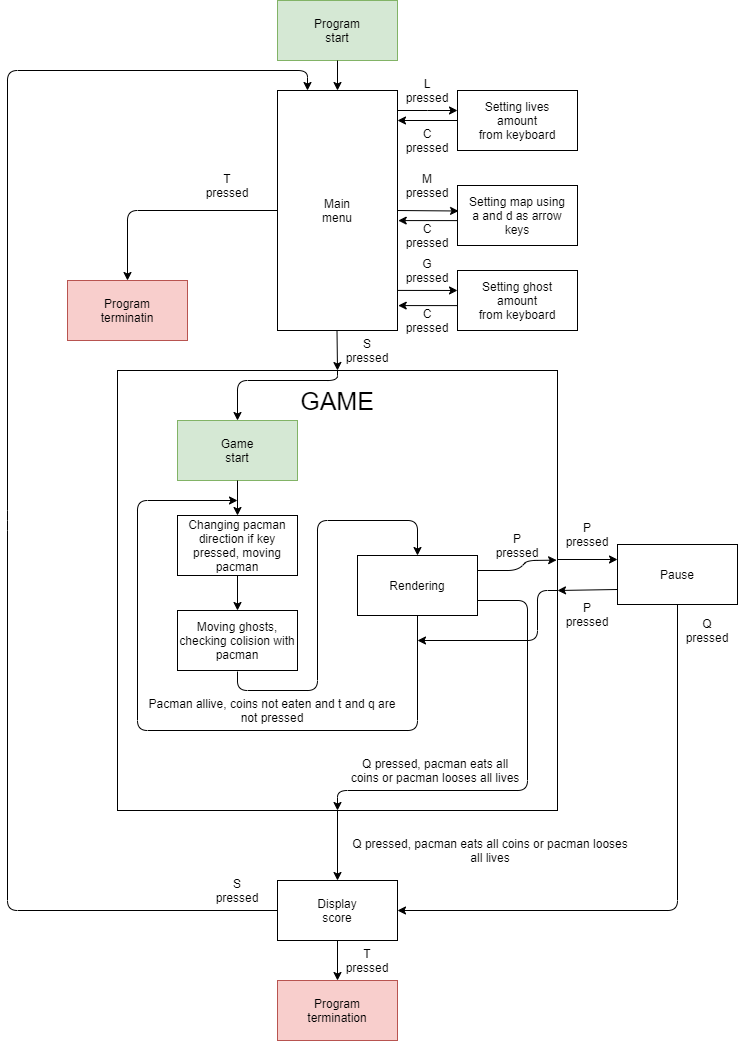 Program
start
L
pressed
Setting lives
amount
from keyboard
C
pressed
T
pressed
M
pressed
Main
menu
Setting map using
a and d as arrow
keys
C
pressed
G
pressed
Setting ghost
amount
from keyboard
C
pressed
Program
terminatin
S
pressed
GAME
Game
start
Changing pacman
direction if key
pressed, moving
pacman
P
pressed
P
pressed
Rendering
Pause
P
pressed
Q
pressed
Moving ghosts,
checking colision with
pacman
Pacman allive, coins not eaten and t and q are
not pressed
Q pressed, pacman eats all
coins or pacman looses all lives
Q pressed, pacman eats all coins or pacman looses
all lives
S
pressed
Display
score
T
pressed
Program
termination